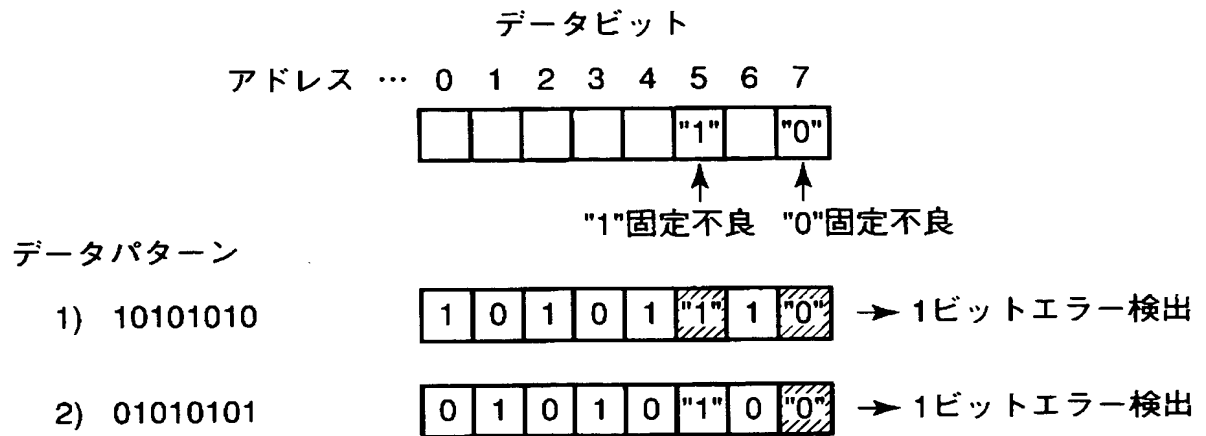 データビット
アドレス … 0 1 2 3 4 5 6 7
"1" "0"
"1"固定不良 "0"固定不良
データパターン
1) 10101010 1 0 1 0 1 "1" 1 "0" → 1ビットエラー検出
2) 01010101 0 1 0 1 0 "1" 0 "0" → 1ビットエラー検出